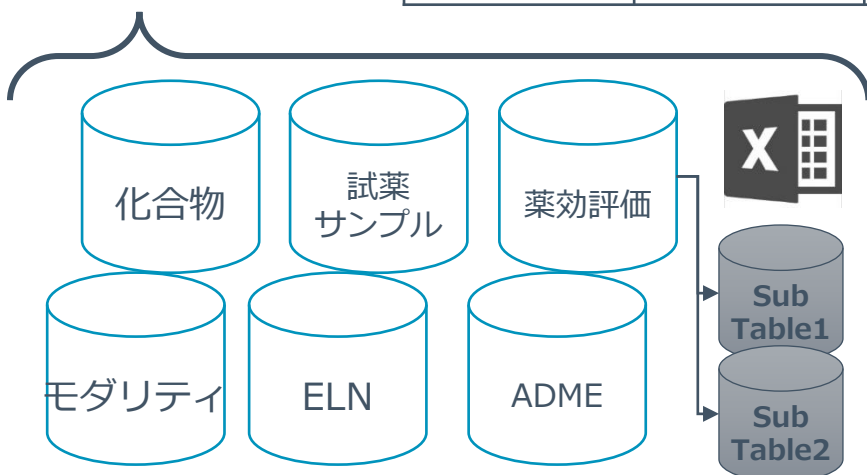 化合物
試薬
サンプル
薬効評価
X
Sub
Table1
モダリティ
ELN
ADME
Sub
Table2